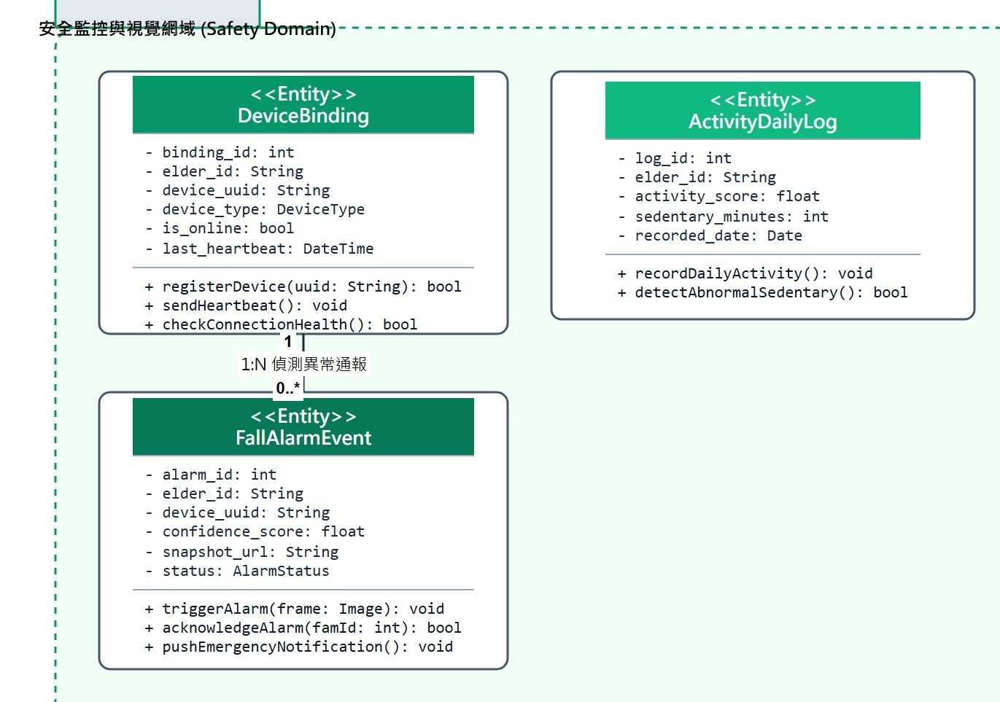 安全監控與視覺網域 (Safety Domain)
<<Entity>>
DeviceBinding
- binding_id: int
- elder_id: String
- device_uuid: String
- device_type: DeviceType
- is_online: bool
- last_heartbeat: DateTime
+ registerDevice(uuid: String): bool
+ sendHeartbeat(): void
+ checkConnectionHealth(): bool
<<Entity>>
ActivityDailyLog
- log_id: int
- elder_id: String
- activity_score: float
- sedentary_minutes: int
- recorded_date: Date
+ recordDailyActivity(): void
+ detectAbnormalSedentary(): bool
1
1:N 偵測異常通報
0..*
<<Entity>>
FallAlarmEvent
- alarm_id: int
- elder_id: String
- device_uuid: String
- confidence_score: float
- snapshot_url: String
- status: AlarmStatus
+ triggerAlarm(frame: Image): void
+ acknowledgeAlarm(famId: int): bool
+ pushEmergencyNotification(): void